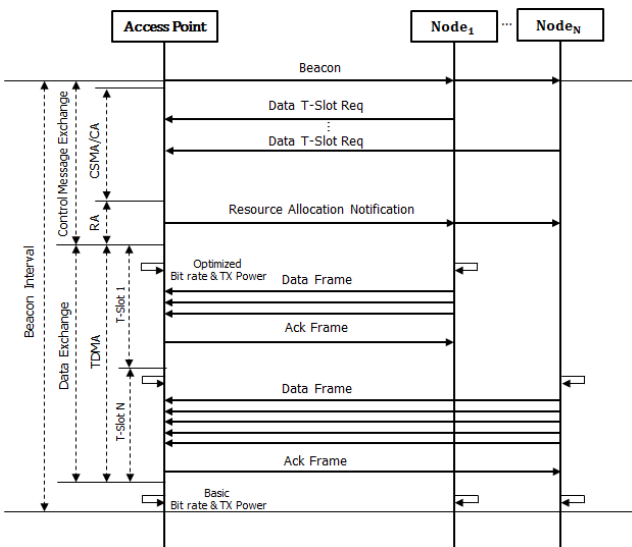 Access Point
Node1
...
NodeN
Beacon
Data T-Slot Req
⋮
Data T-Slot Req
Resource Allocation Notification
Optimized
Bit rate & TX Power
Data Frame
Ack Frame
Data Frame
Ack Frame
Basic
Bit rate & TX Power
Beacon Interval
Control Message Exchange
Data Exchange
CSMA/CA
RA
TDMA
T-Slot 1
T-Slot N